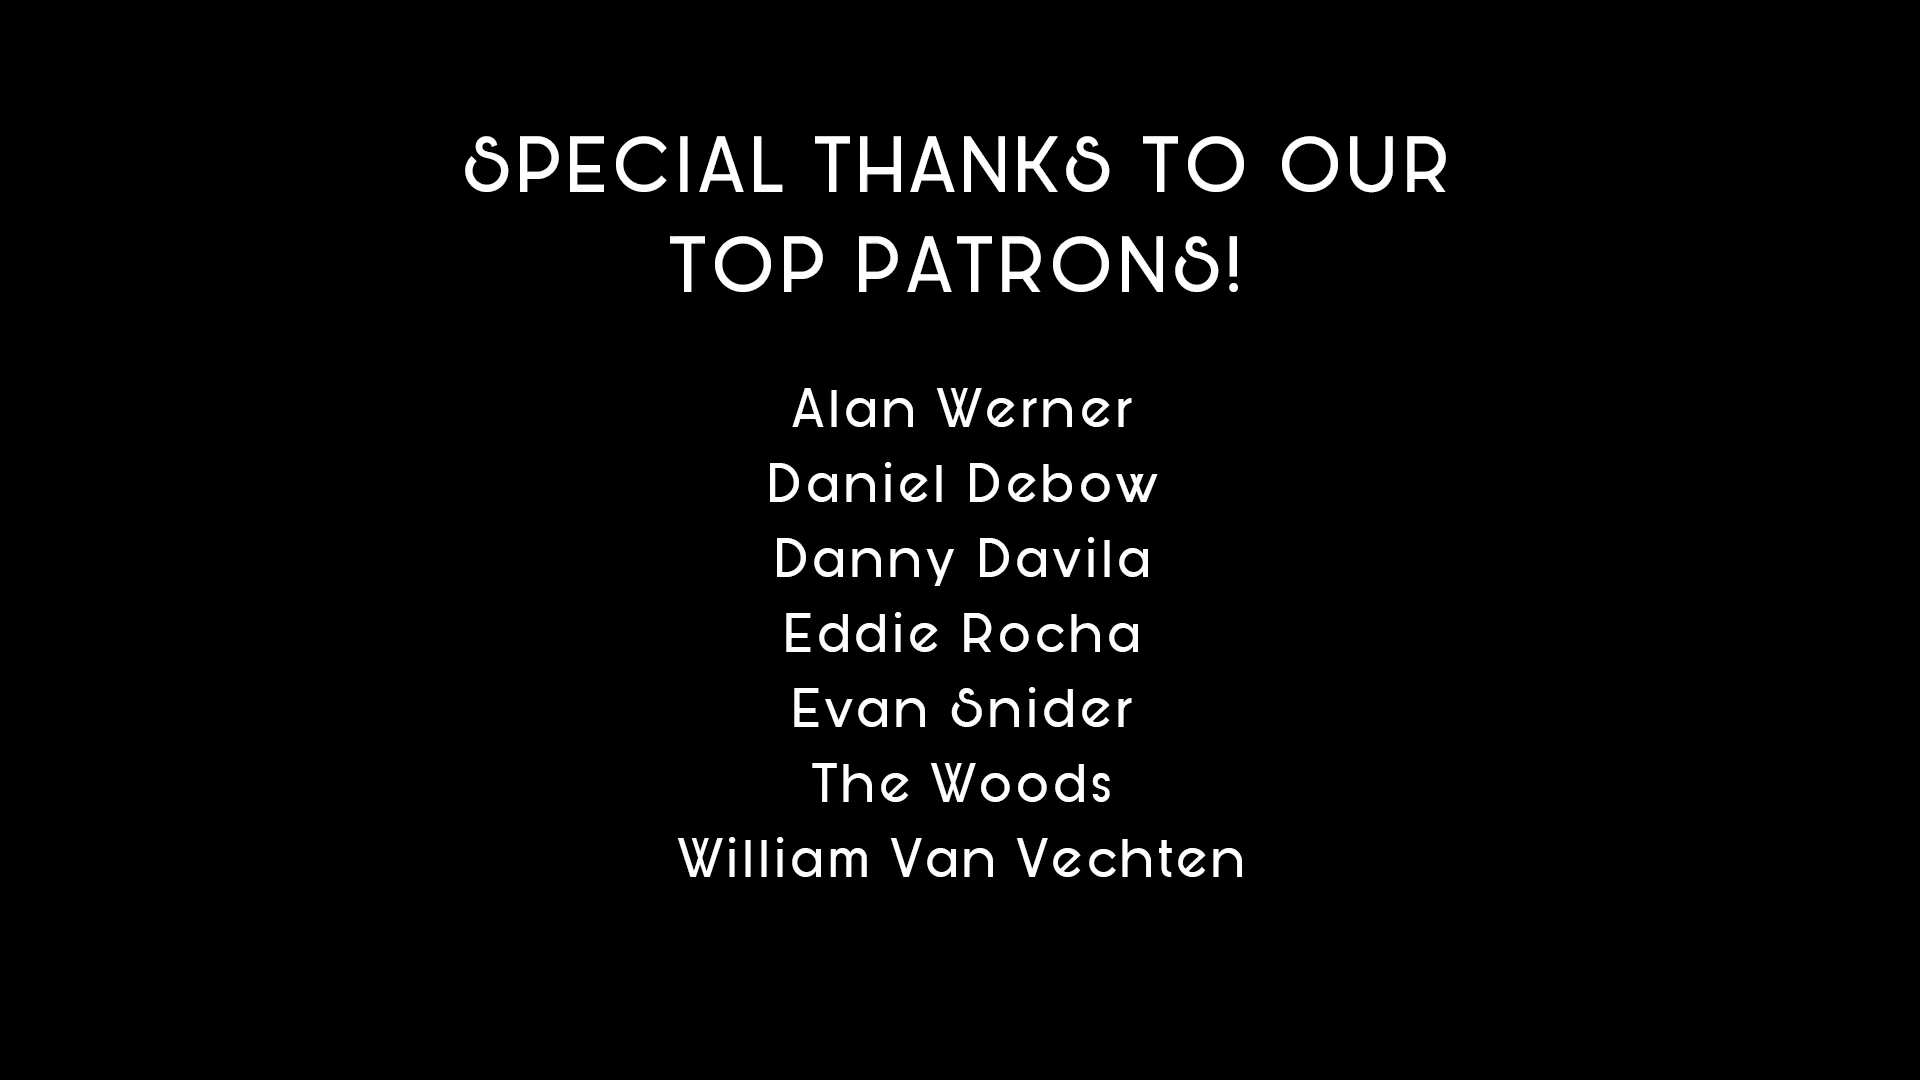 SPECIAL THANKS TO OUR
TOP PATRONS!
Alan Werner
Daniel Debow
Danny Davila
Eddie Rocha
Evan Snider
The Woods
William Van Vechten